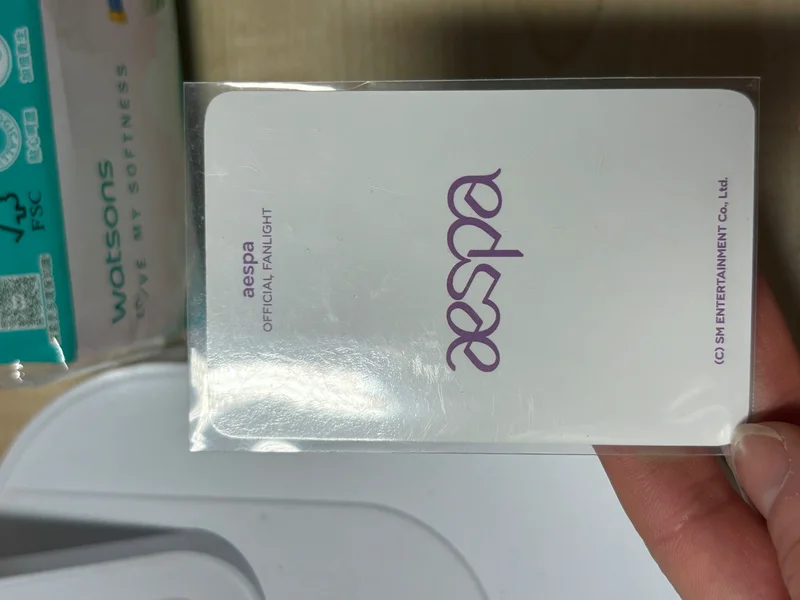 aespa
OFFICIAL FANLIGHT
aespa
(C) SM ENTERTAINMENT Co., Ltd.
watsons
LOVE MY SOFTNESS
FSC